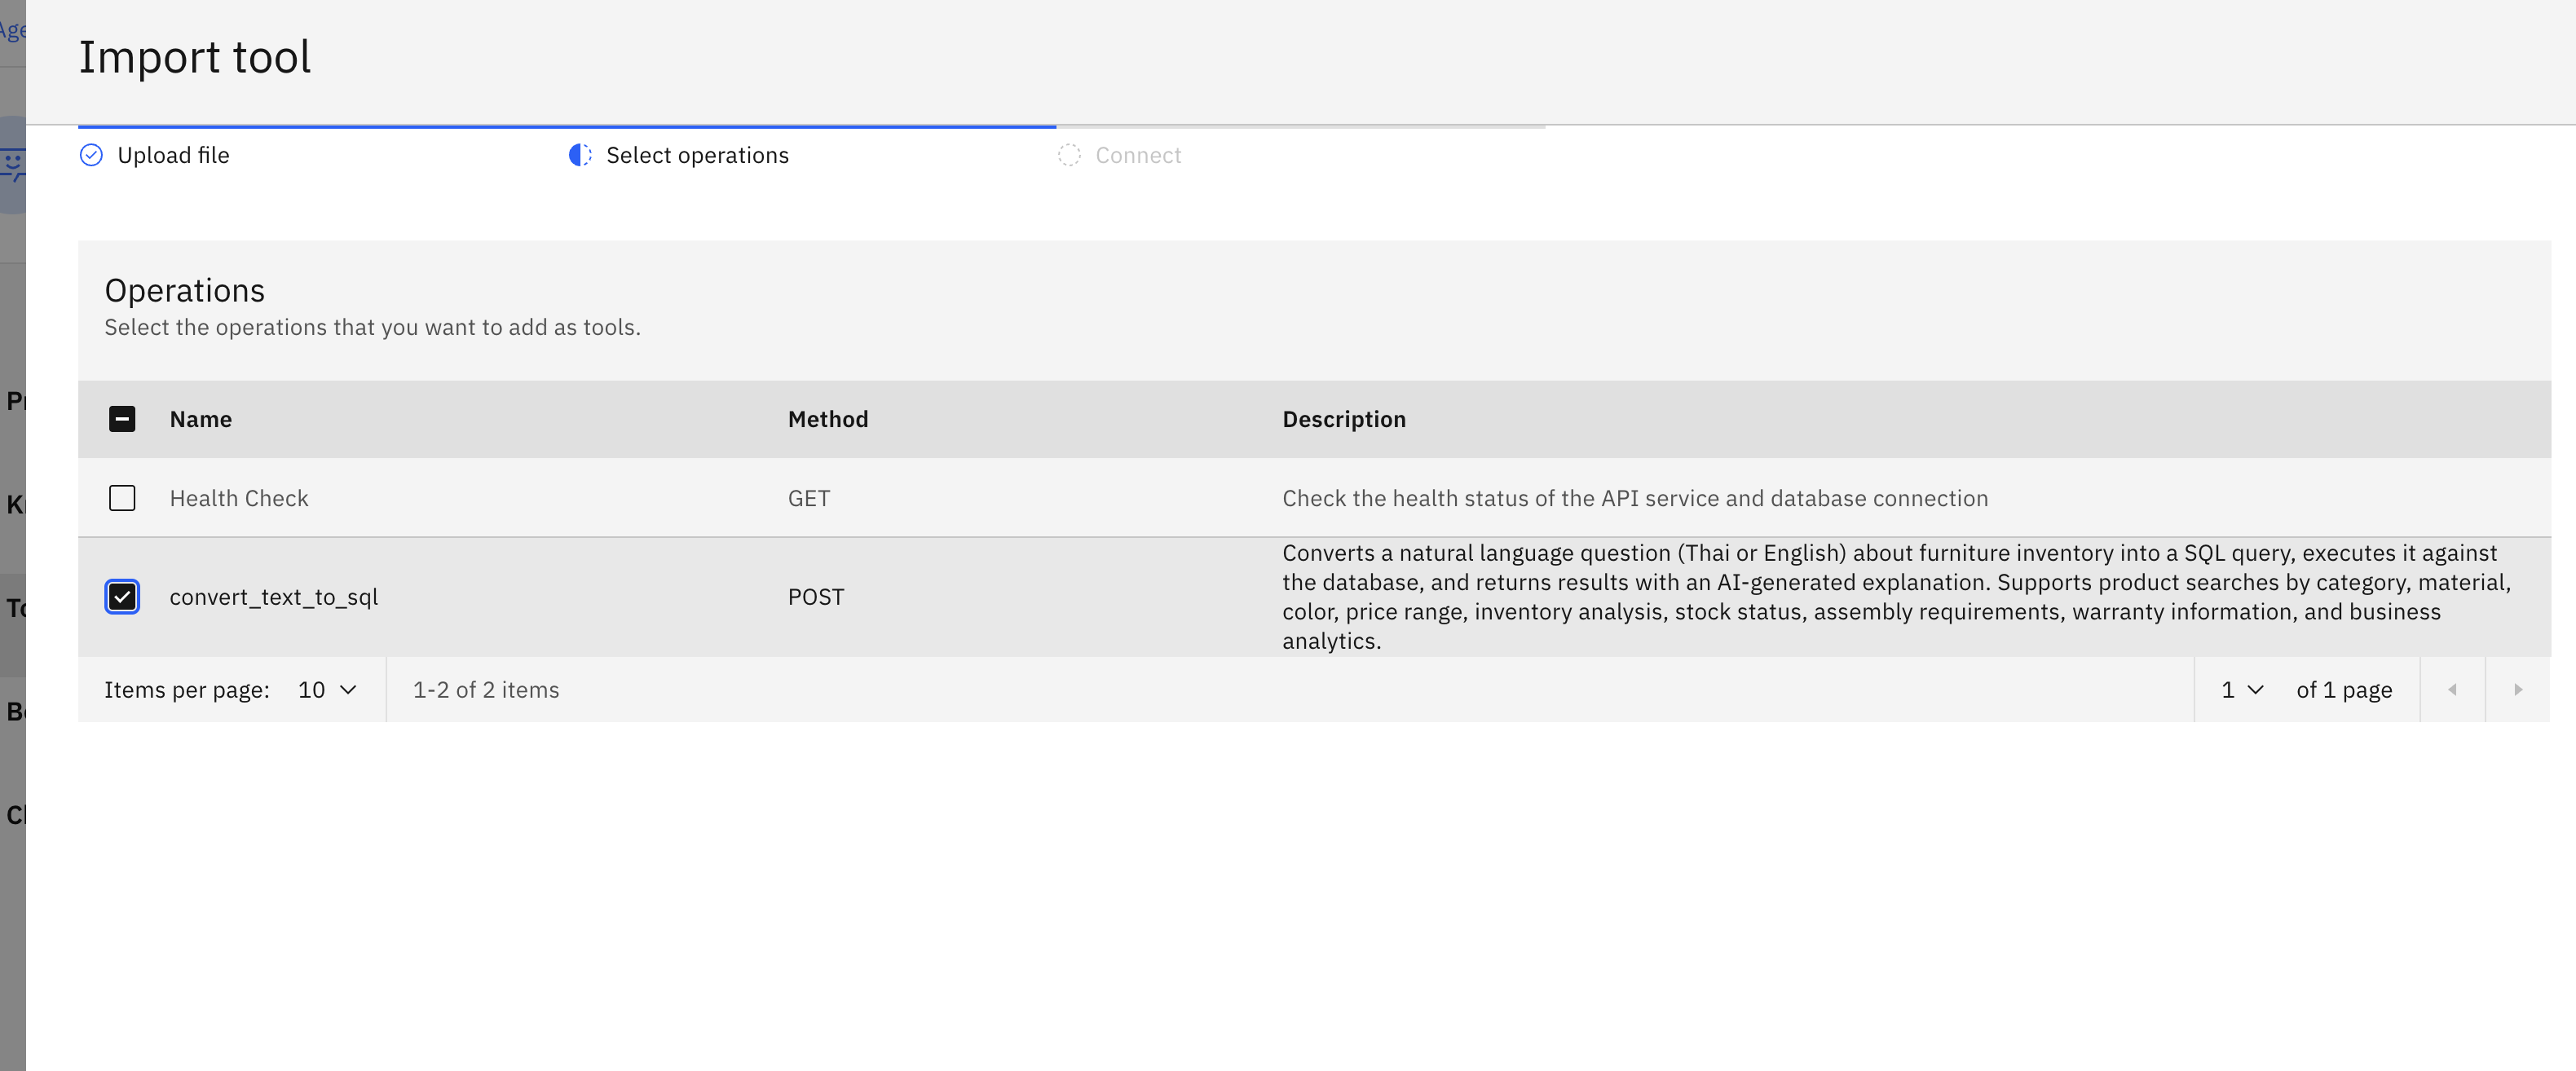 Import tool
Upload file
Select operations
Connect
Operations
Select the operations that you want to add as tools.
Name Method Description
Health Check GET Check the health status of the API service and database connection
convert_text_to_sql POST Converts a natural language question (Thai or English) about furniture inventory into a SQL query, executes it against
the database, and returns results with an AI-generated explanation. Supports product searches by category, material,
color, price range, inventory analysis, stock status, assembly requirements, warranty information, and business
analytics.
Items per page: 10 1-2 of 2 items 1 of 1 page